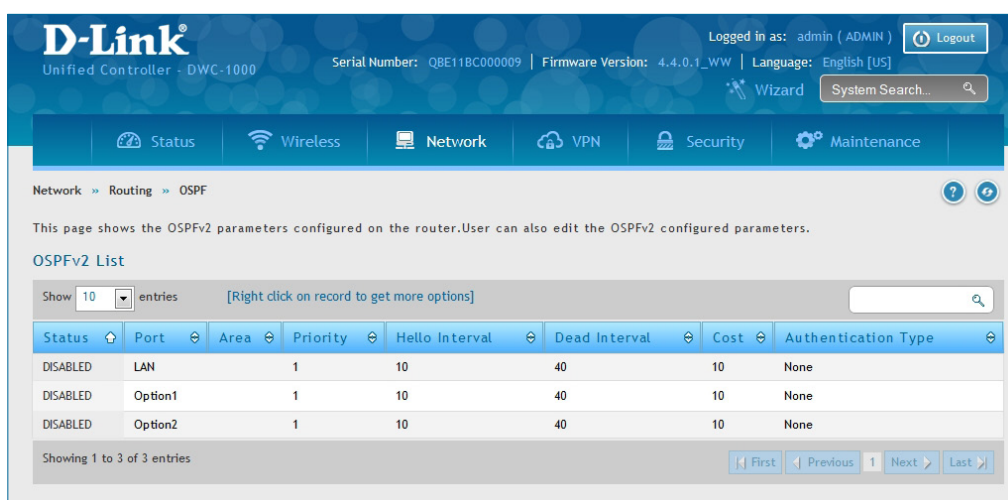 D-Link®
Unified Controller - DWC-1000
Serial Number: QBE11BC000009 | Firmware Version: 4.4.0.1_WW | Language: English [US]
Logged in as: admin ( ADMIN ) Logout
Wizard System Search...
Status Wireless Network VPN Security Maintenance
Network » Routing » OSPF
This page shows the OSPFv2 parameters configured on the router.User can also edit the OSPFv2 configured parameters.
OSPFv2 List
Show 10 entries [Right click on record to get more options]
Status Port Area Priority Hello Interval Dead Interval Cost Authentication Type
DISABLED LAN 1 10 40 10 None
DISABLED Option1 1 10 40 10 None
DISABLED Option2 1 10 40 10 None
Showing 1 to 3 of 3 entries First Previous 1 Next Last